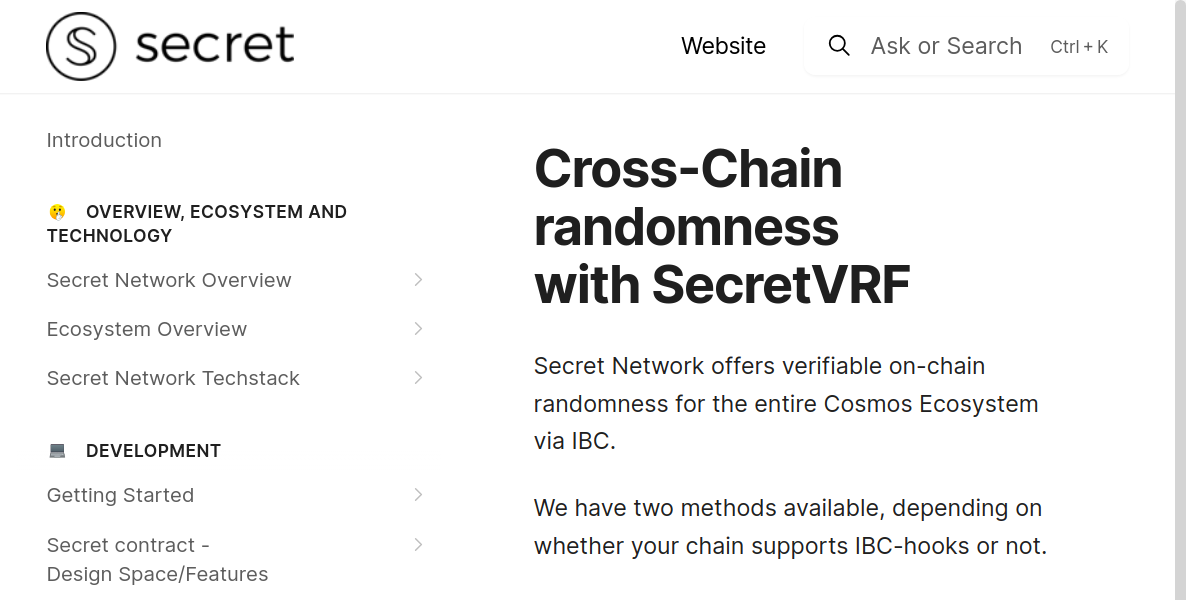 secret
Website
Ask or Search
Ctrl + K
Introduction
🤫 OVERVIEW, ECOSYSTEM AND
TECHNOLOGY
Secret Network Overview
Ecosystem Overview
Secret Network Techstack
💻 DEVELOPMENT
Getting Started
Secret contract -
Design Space/Features
Cross-Chain
randomness
with SecretVRF
Secret Network offers verifiable on-chain
randomness for the entire Cosmos Ecosystem
via IBC.
We have two methods available, depending on
whether your chain supports IBC-hooks or not.